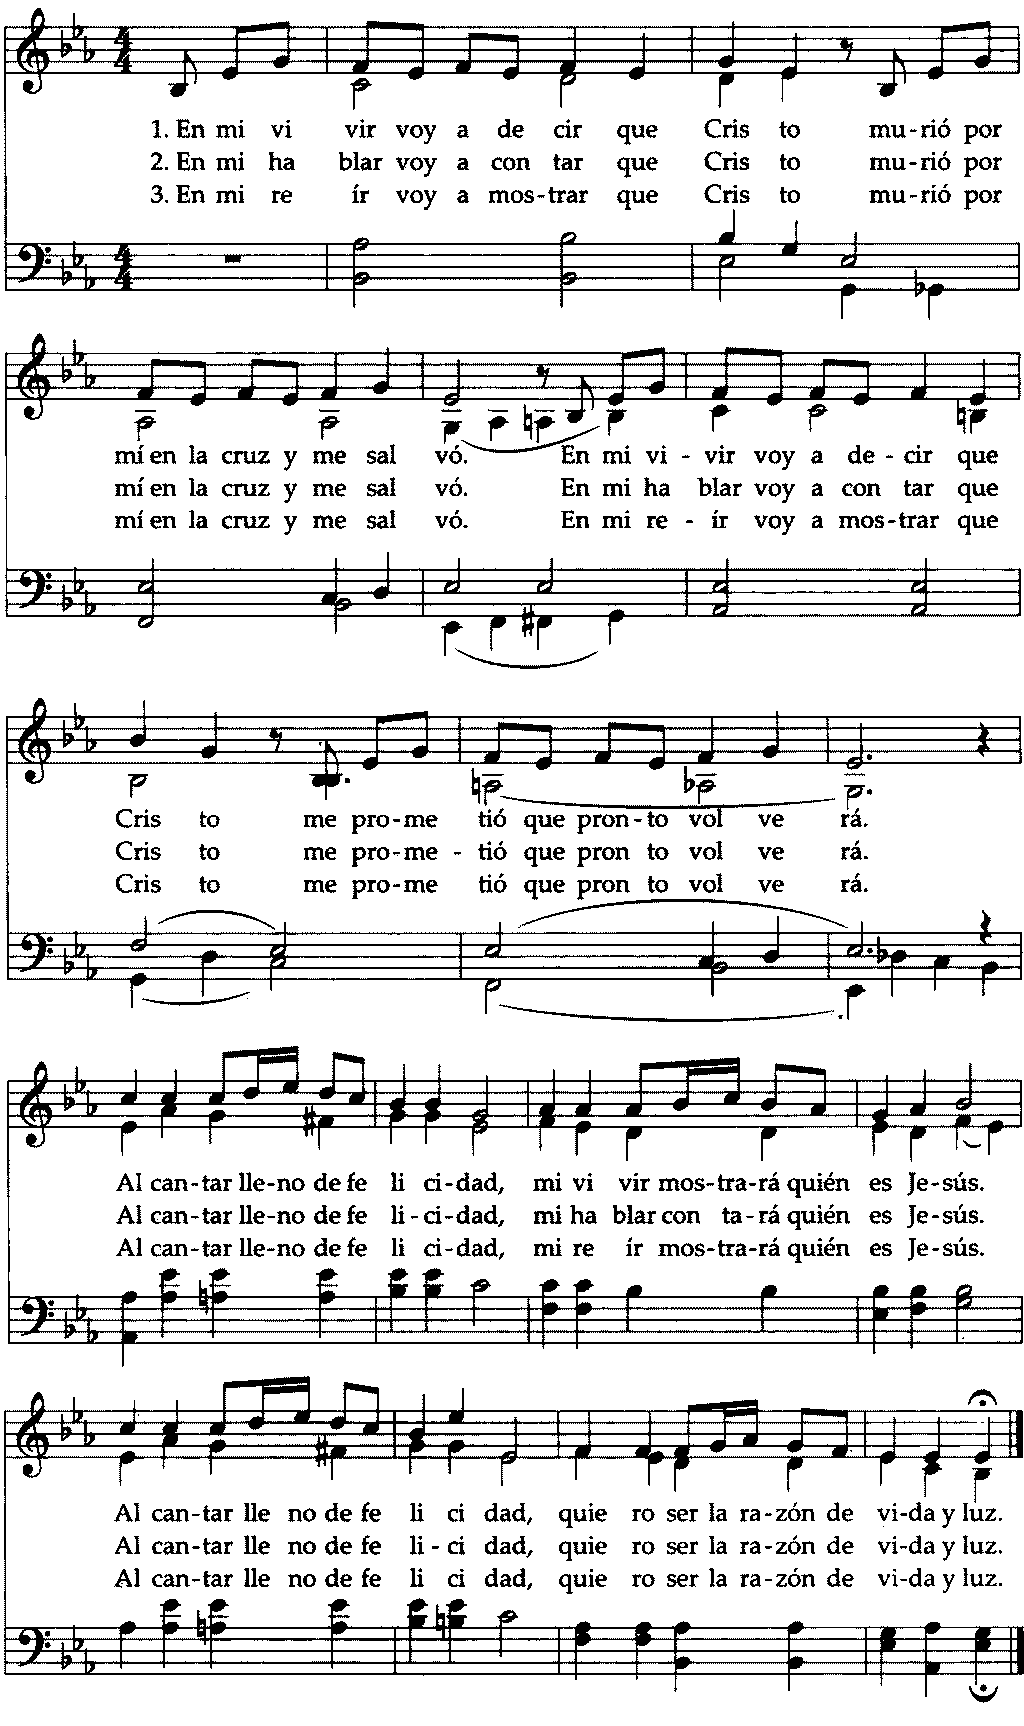 1. En mi vi vir voy a de cir que Cris to mu-rió por
2. En mi ha blar voy a con tar que Cris to mu-rió por
3. En mi re ír voy a mos-trar que Cris to mu-rió por
mí en la cruz y me sal vó. En mi vi - vir voy a de - cir que
mí en la cruz y me sal vó. En mi ha blar voy a con tar que
mí en la cruz y me sal vó. En mi re - ír voy a mos-trar que
Cris to me pro-me tió que pron-to vol ve rá.
Cris to me pro-me - tió que pron to vol ve rá.
Cris to me pro-me tió que pron to vol ve rá.
Al can-tar lle-no de fe li ci-dad, mi vi vir mos-tra-rá quién es Je-sús.
Al can-tar lle-no de fe li-ci-dad, mi ha blar con ta-rá quién es Je-sús.
Al can-tar lle-no de fe li ci-dad, mi re ír mos-tra-rá quién es Je-sús.
Al can-tar lle no de fe li ci dad, quie ro ser la ra-zón de vi-da y luz.
Al can-tar lle no de fe li - ci dad, quie ro ser la ra-zón de vi-da y luz.
Al can-tar lle no de fe li ci dad, quie ro ser la ra-zón de vi-da y luz.